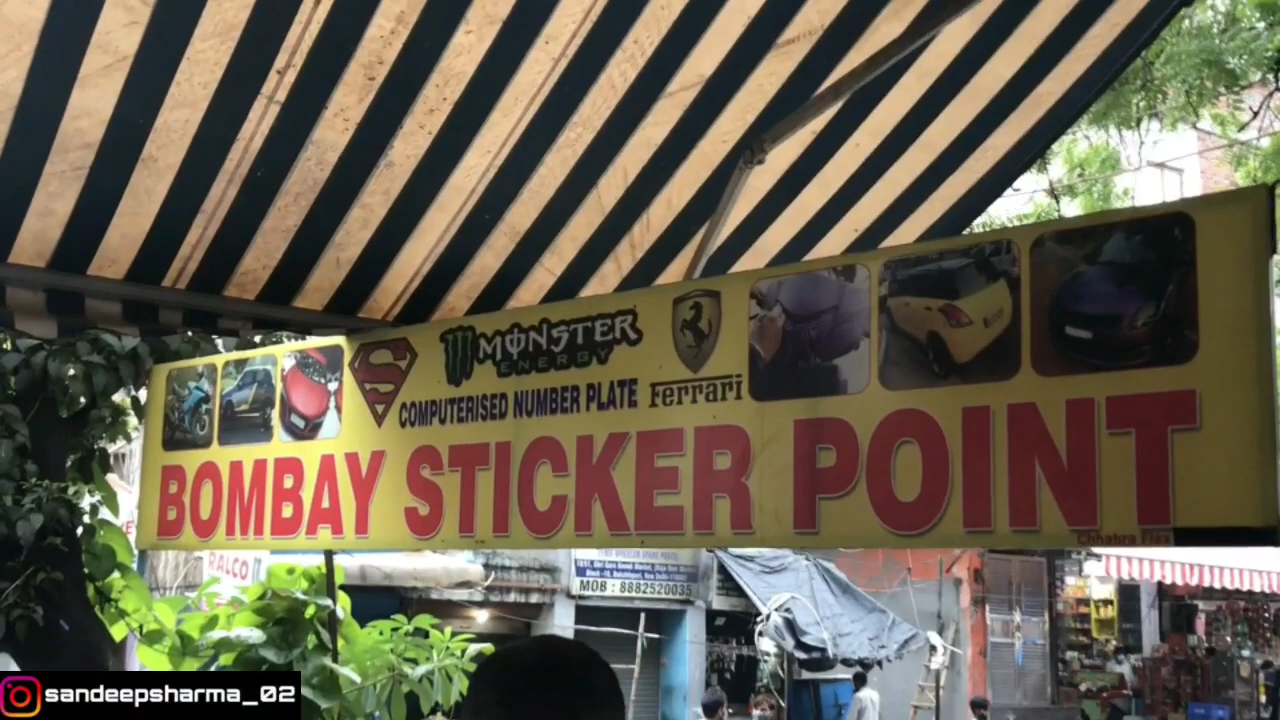 MONSTER
ENERGY
COMPUTERISED NUMBER PLATE
Ferrari
BOMBAY STICKER POINT
Chhabra Flex
RALCO
MOB : 8882520035
sandeepsharma_02